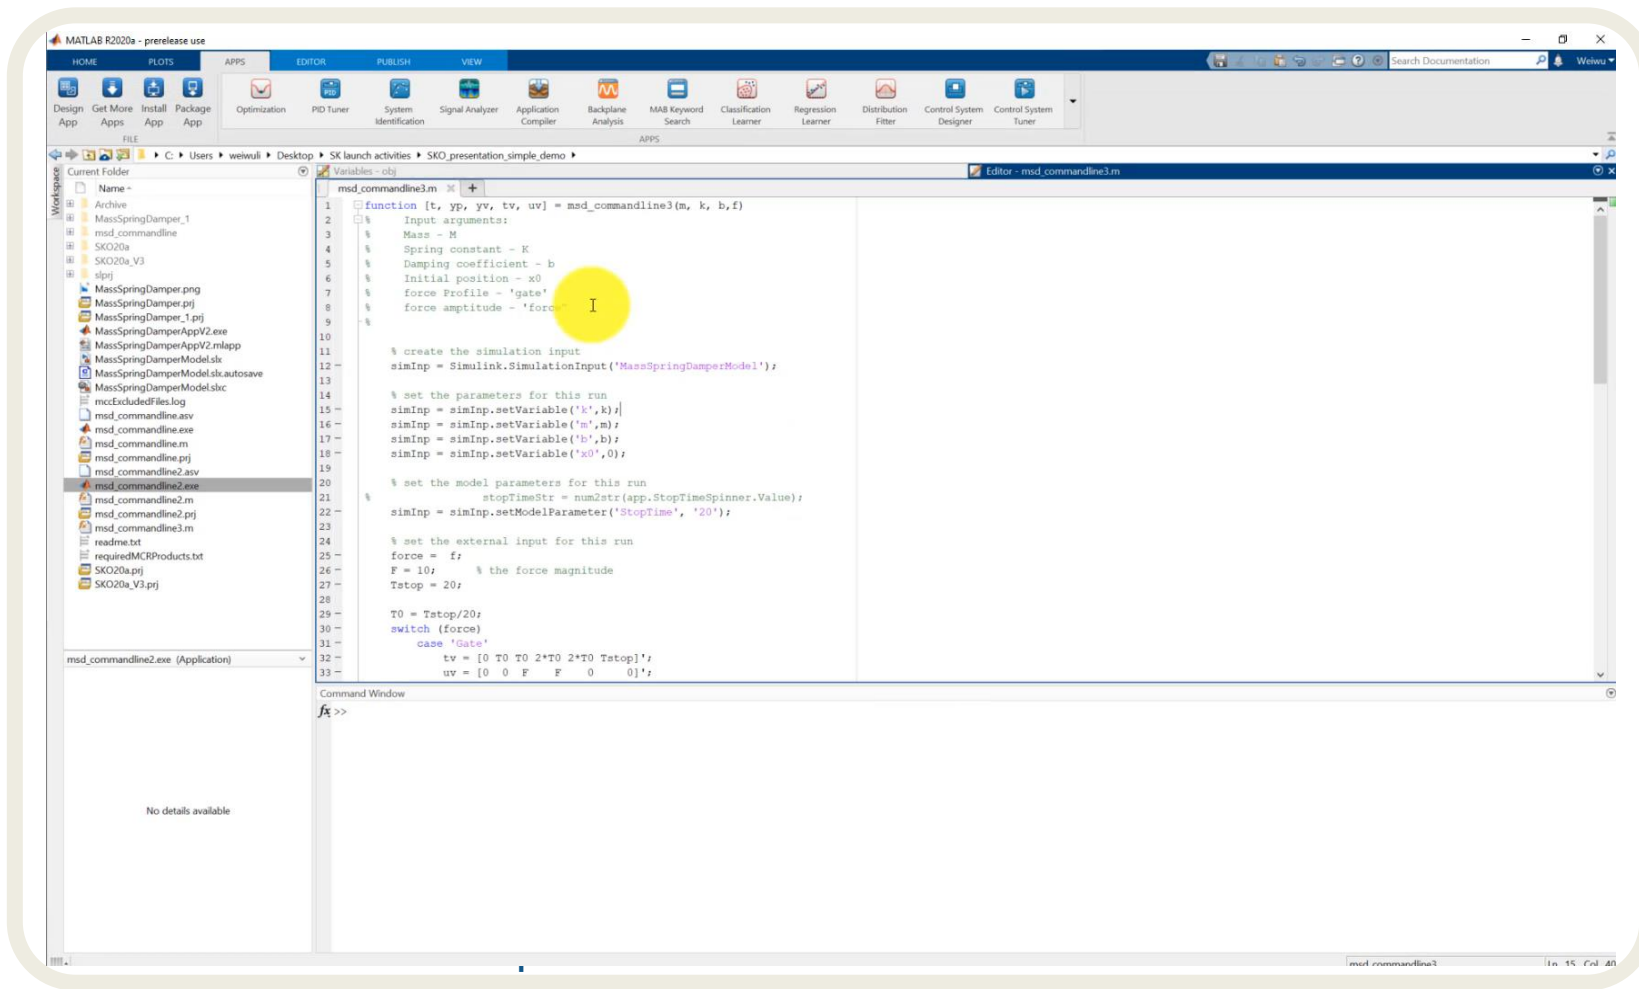 MATLAB R2020a - prerelease use
HOME PLOTS APPS EDITOR PUBLISH VIEW Search Documentation Weiwu
Design App Get More Apps Install App Package App Optimization PID Tuner System Identification Signal Analyzer Application Compiler Backplane Analysis MAB Keyword Search Classification Learner Regression Learner Distribution Fitter Control System Designer Control System Tuner
FILE APPS
C: Users weiwuli Desktop SK launch activities SKO_presentation_simple_demo
Current Folder Variables - obj Editor - msd_commandline3.m
Workspace
Name
Archive
MassSpringDamper_1
msd_commandline
SKO20a
SKO20a_V3
slprj
MassSpringDamper.png
MassSpringDamper.prj
MassSpringDamper_1.prj
MassSpringDamperAppV2.exe
MassSpringDamperAppV2.mlapp
MassSpringDamperModel.slx
MassSpringDamperModel.slx.autosave
MassSpringDamperModel.slxc
mccExcludedFiles.log
msd_commandline.asv
msd_commandline.exe
msd_commandline.m
msd_commandline.prj
msd_commandline2.asv
msd_commandline2.exe
msd_commandline2.m
msd_commandline2.prj
msd_commandline3.m
readme.txt
requiredMCRProducts.txt
SKO20a.prj
SKO20a_V3.prj
msd_commandline2.exe (Application)
No details available
msd_commandline3.m
1 function [t, yp, yv, tv, uv] = msd_commandline3(m, k, b,f)
2 % Input arguments:
3 % Mass - M
4 % Spring constant - K
5 % Damping coefficient - b
6 % Initial position - x0
7 % force Profile - 'gate'
8 % force amptitude - 'force'
9 %
10
11 % create the simulation input
12 simInp = Simulink.SimulationInput('MassSpringDamperModel');
13
14 % set the parameters for this run
15 simInp = simInp.setVariable('k',k);
16 simInp = simInp.setVariable('m',m);
17 simInp = simInp.setVariable('b',b);
18 simInp = simInp.setVariable('x0',0);
19
20 % set the model parameters for this run
21 % stopTimeStr = num2str(app.StopTimeSpinner.Value);
22 simInp = simInp.setModelParameter('StopTime', '20');
23
24 % set the external input for this run
25 force = f;
26 F = 10; % the force magnitude
27 Tstop = 20;
28
29 T0 = Tstop/20;
30 switch (force)
31 case 'Gate'
32 tv = [0 T0 T0 2*T0 2*T0 Tstop]';
33 uv = [0 0 F F 0 0]';
Command Window
fx >>
msd_commandline3 Ln 15 Col 40